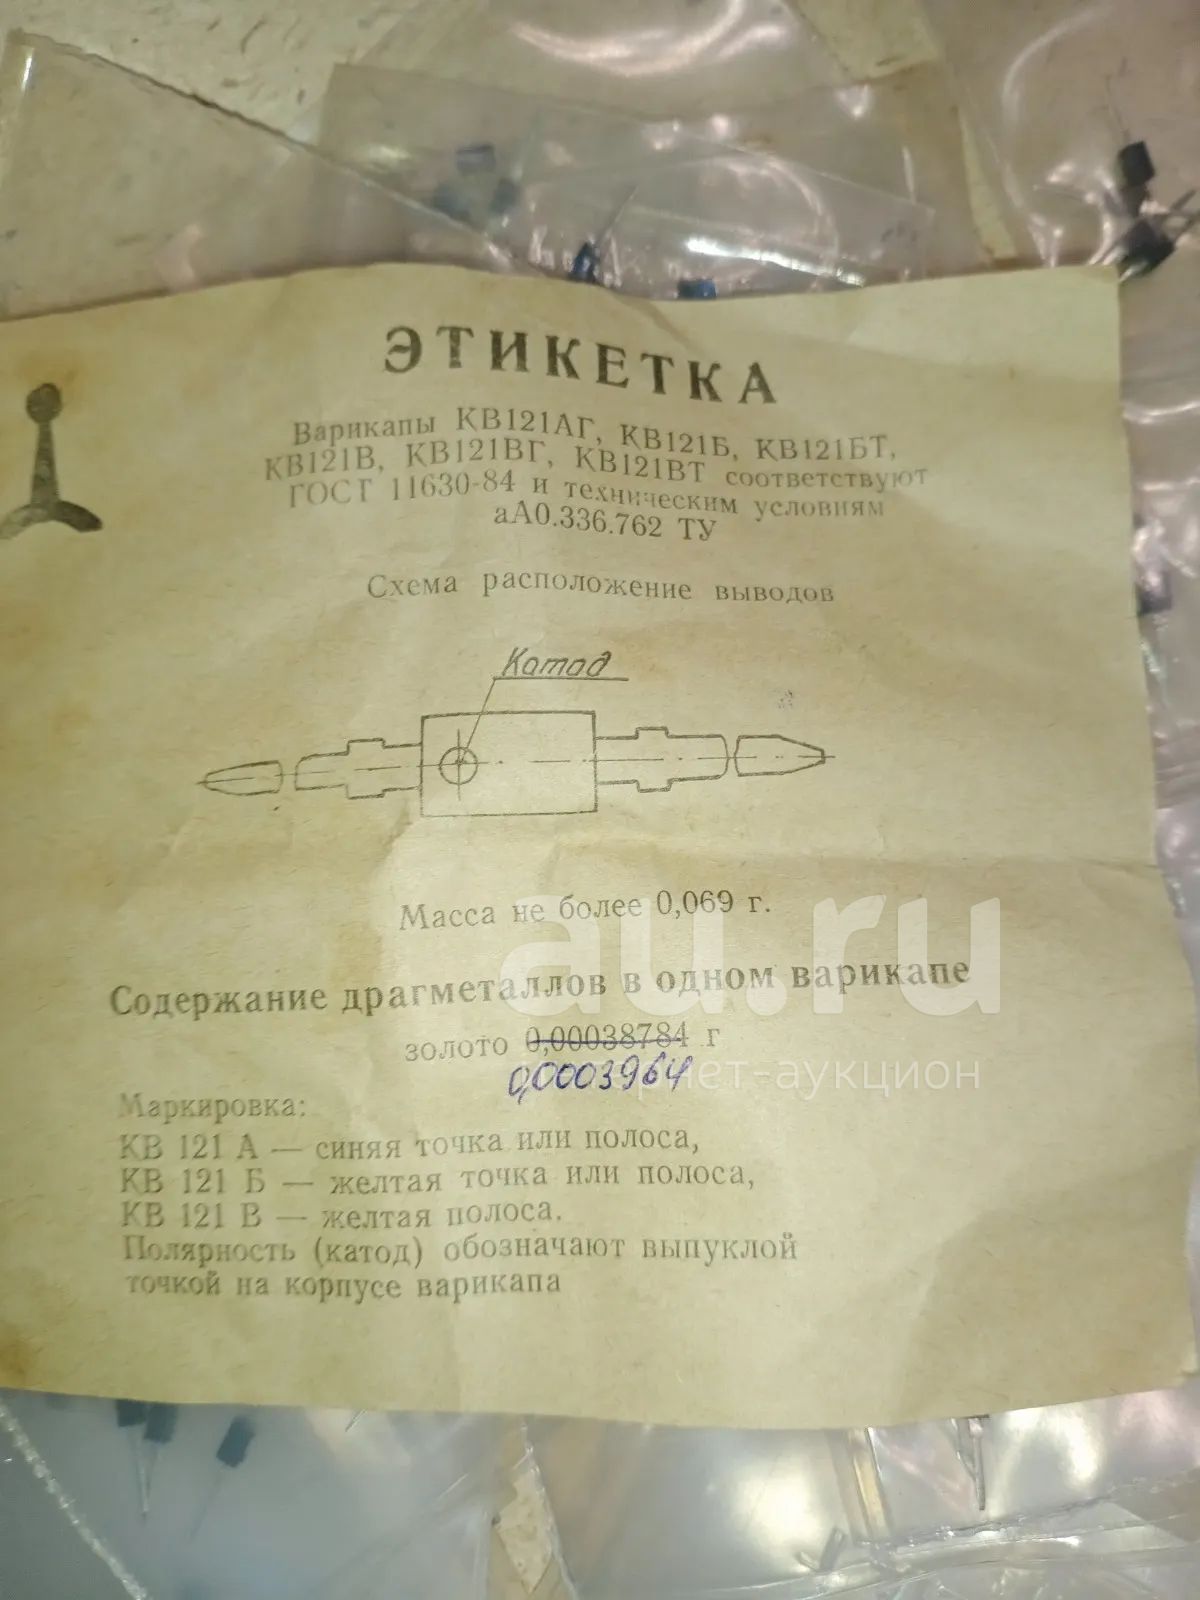 ЭТИКЕТКА
Варикапы КВ121АГ, КВ121Б, КВ121БТ,
КВ121В, КВ121ВГ, КВ121ВТ соответствуют
ГОСТ 11630-84 и техническим условиям
аА0.336.762 ТУ
Схема расположение выводов
Катод
Масса не более 0,069 г.
au.ru
Содержание драгметаллов в одном варикапе
золото 0,00038784 г
0,0003964
рнет-аукцион
Маркировка:
КВ 121 А — синяя точка или полоса,
КВ 121 Б — желтая точка или полоса,
КВ 121 В — желтая полоса.
Полярность (катод) обозначают выпуклой
точкой на корпусе варикапа